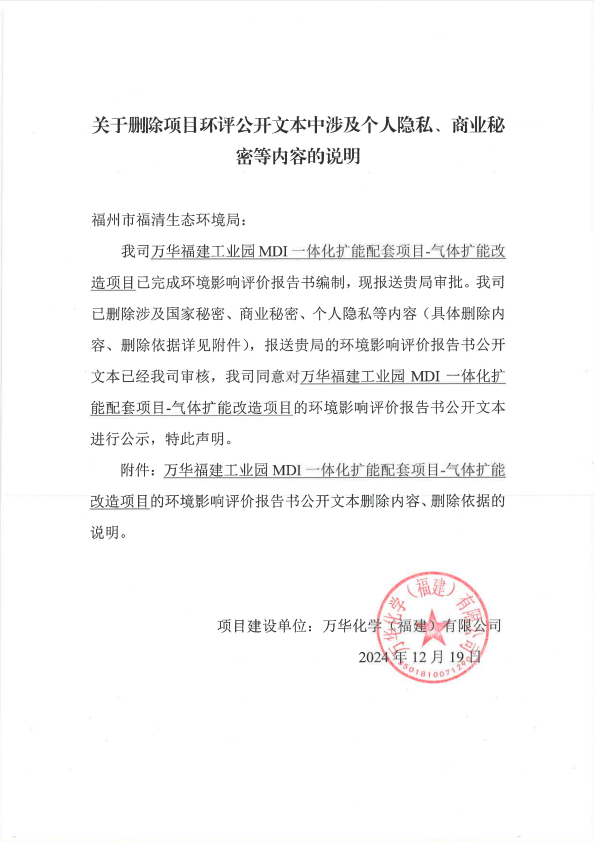 关于删除项目环评公开文本中涉及个人隐私、商业秘
密等内容的说明
福州市福清生态环境局：
我司万华福建工业园 MDI 一体化扩能配套项目-气体扩能改
造项目已完成环境影响评价报告书编制，现报送贵局审批。我司
已删除涉及国家秘密、商业秘密、个人隐私等内容（具体删除内
容、删除依据详见附件），报送贵局的环境影响评价报告书公开
文本已经我司审核，我司同意对万华福建工业园 MDI 一体化扩
能配套项目-气体扩能改造项目的环境影响评价报告书公开文本
进行公示，特此声明。
附件：万华福建工业园 MDI 一体化扩能配套项目-气体扩能
改造项目的环境影响评价报告书公开文本删除内容、删除依据的
说明。
项目建设单位：万华化学（福建）有限公司
2024 年 12 月 19 日
万华化学（福建）有限公司